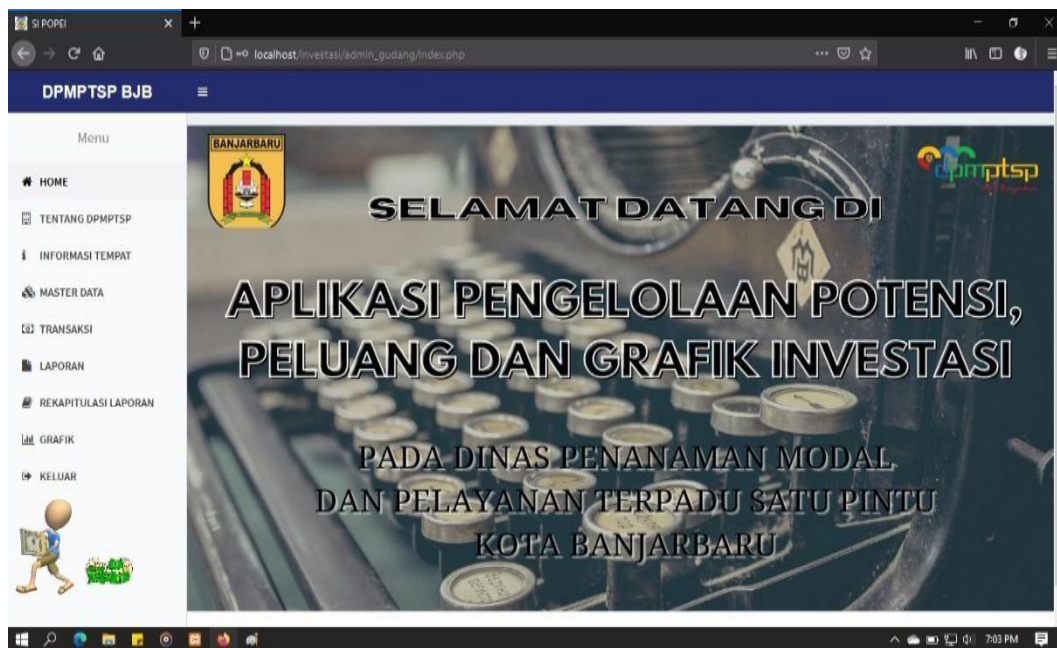 SI POPEI
localhost/investasi/admin_gudang/index.php
DPMPTSP BJB
Menu
HOME
TENTANG DPMPTSP
INFORMASI TEMPAT
MASTER DATA
TRANSAKSI
LAPORAN
REKAPITULASI LAPORAN
GRAFIK
KELUAR
BANJARBARU
dpmptsp
SELAMAT DATANG DI
APLIKASI PENGELOLAAN POTENSI,
PELUANG DAN GRAFIK INVESTASI
PADA DINAS PENANAMAN MODAL
DAN PELAYANAN TERPADU SATU PINTU
KOTA BANJARBARU
7:03 PM